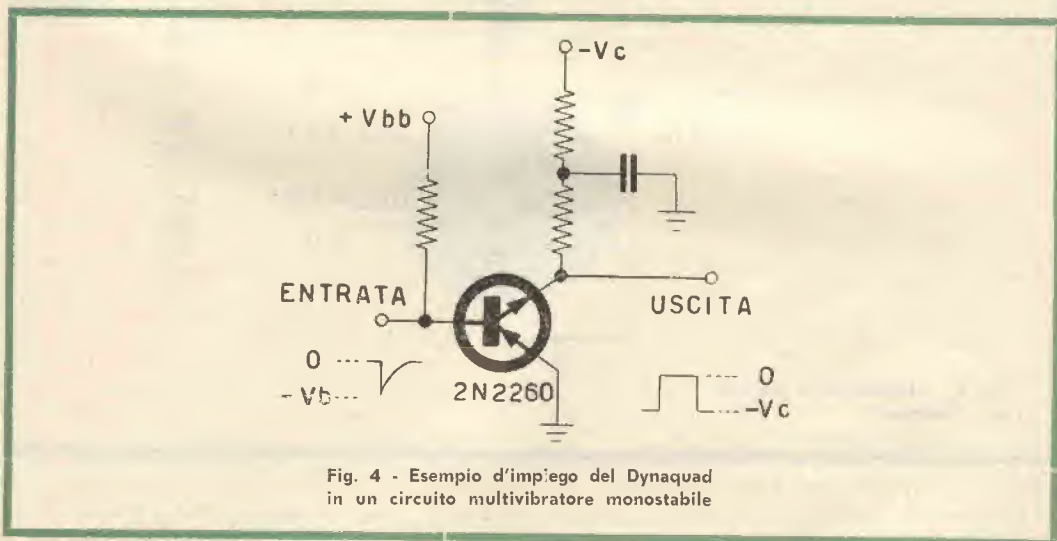 -Vc
+ Vbb
ENTRATA
USCITA
0
- Vb
2N2260
0
-Vc
Fig. 4 - Esempio d'impiego del Dynaquad
in un circuito multivibratore monostabile